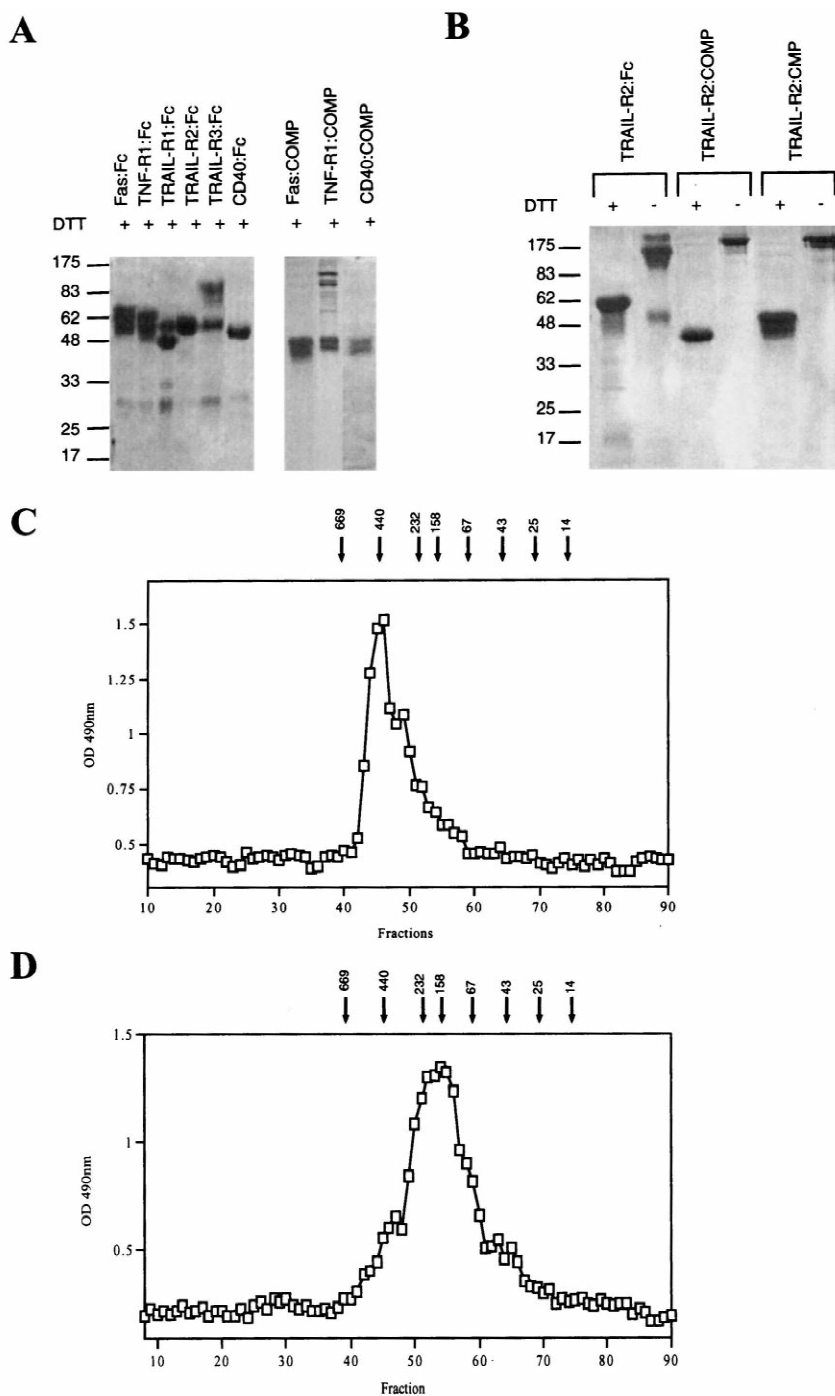 A
Fas:Fc
TNF-R1:Fc
TRAIL-R1:Fc
TRAIL-R2:Fc
TRAIL-R3:Fc
CD40:Fc
Fas:COMP
TNF-R1:COMP
CD40:COMP
DTT + + + + + + + + +
175
83
62
48
33
25
17
B
TRAIL-R2:Fc
TRAIL-R2:COMP
TRAIL-R2:CMP
DTT + - + - + -
175
83
62
48
33
25
17
C
669 440 232 158 67 43 25 14
1.5
1.25
1
0.75
0.5
OD 490nm
10 20 30 40 50 60 70 80 90
Fractions
D
669 440 232 158 67 43 25 14
1.5
1
0.5
OD 490nm
10 20 30 40 50 60 70 80 90
Fraction